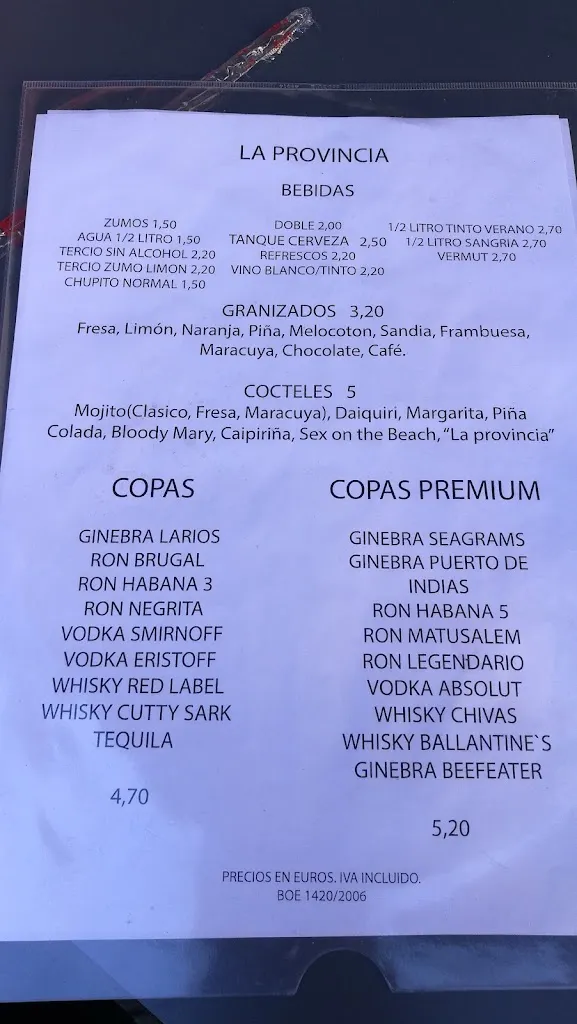 LA PROVINCIA
BEBIDAS
ZUMOS 1,50
AGUA 1/2 LITRO 1,50
TERCIO SIN ALCOHOL 2,20
TERCIO ZUMO LIMON 2,20
CHUPITO NORMAL 1,50
DOBLE 2,00
TANQUE CERVEZA 2,50
REFRESCOS 2,20
VINO BLANCO/TINTO 2,20
1/2 LITRO TINTO VERANO 2,70
1/2 LITRO SANGRIA 2,70
VERMUT 2,70
GRANIZADOS 3,20
Fresa, Limón, Naranja, Piña, Melocoton, Sandia, Frambuesa,
Maracuya, Chocolate, Café.
COCTELES 5
Mojito(Clasico, Fresa, Maracuya), Daiquiri, Margarita, Piña
Colada, Bloody Mary, Caipiriña, Sex on the Beach, "La provincia"
COPAS
GINEBRA LARIOS
RON BRUGAL
RON HABANA 3
RON NEGRITA
VODKA SMIRNOFF
VODKA ERISTOFF
WHISKY RED LABEL
WHISKY CUTTY SARK
TEQUILA
4,70
COPAS PREMIUM
GINEBRA SEAGRAMS
GINEBRA PUERTO DE
INDIAS
RON HABANA 5
RON MATUSALEM
RON LEGENDARIO
VODKA ABSOLUT
WHISKY CHIVAS
WHISKY BALLANTINE`S
GINEBRA BEEFEATER
5,20
PRECIOS EN EUROS. IVA INCLUIDO.
BOE 1420/2006